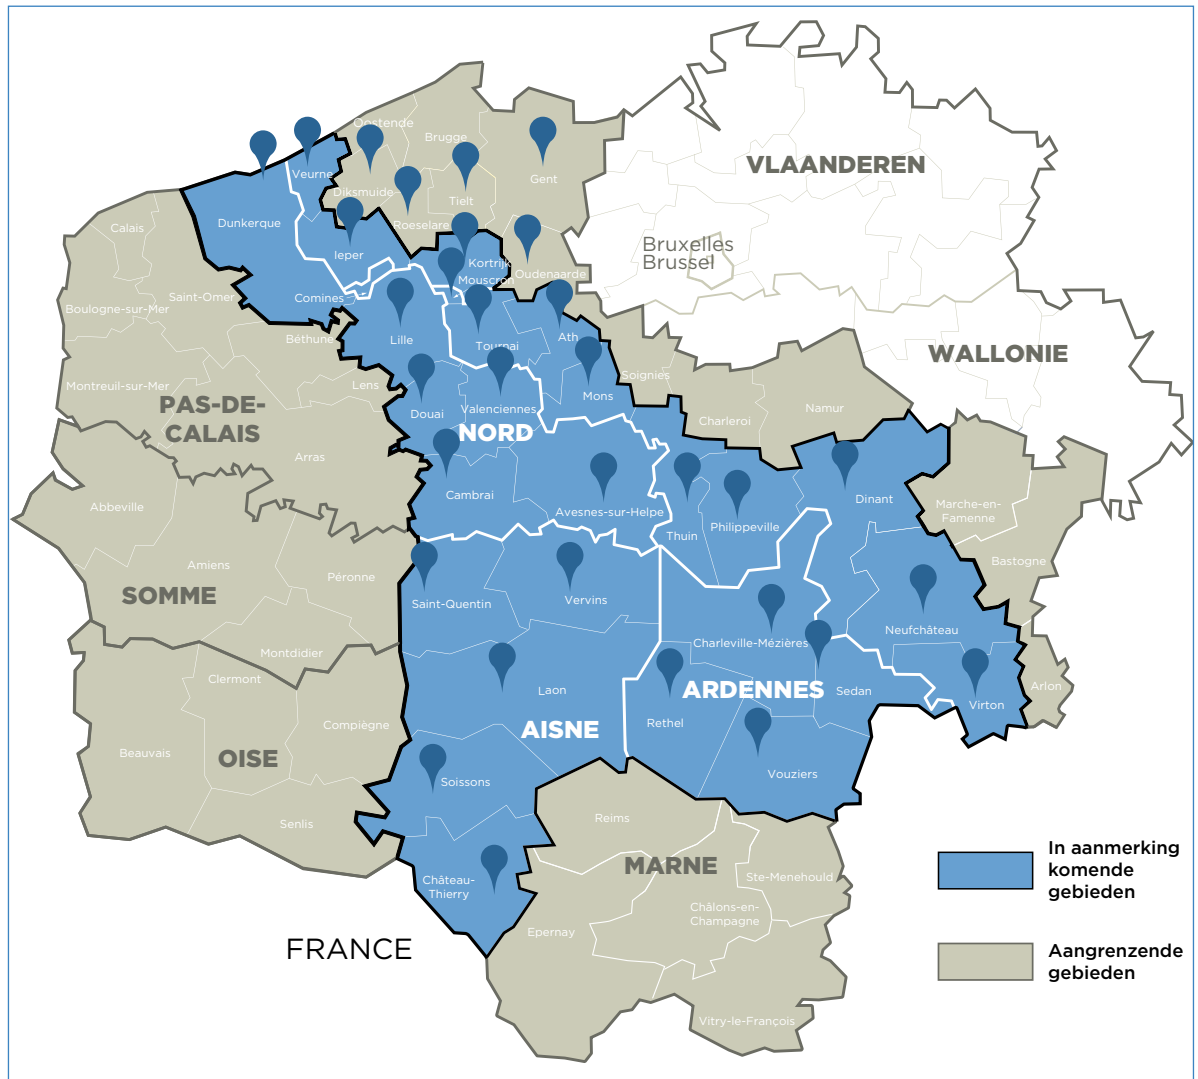 Oostende
Brugge
VLAANDEREN
Veurne
Gent
Diksmuide
Tielt
Calais
Dunkerque
Roeselare
Bruxelles
Brussel
Ieper
Kortrijk
Mouscron
Oudenaarde
Saint-Omer
Comines
Boulogne-sur-Mer
Béthune
Lille
Tournai
Ath
WALLONIE
Soignies
Montreuil-sur-Mer
Lens
Mons
PAS-DE-
CALAIS
Douai
Valenciennes
NORD
Charleroi
Namur
Arras
Cambrai
Avesnes-sur-Helpe
Abbeville
Thuin
Philippeville
Dinant
Marche-en-
Famenne
Bastogne
Amiens
Péronne
SOMME
Saint-Quentin
Vervins
Charleville-Mézières
Neufchâteau
Montdidier
Clermont
Laon
ARDENNES
Sedan
Arlon
Virton
Compiègne
AISNE
Rethel
Beauvais
OISE
Soissons
Vouziers
Senlis
Reims
MARNE
Ste-Menehould
Château-
Thierry
Châlons-en-
Champagne
Epernay
FRANCE
Vitry-le-François
In aanmerking
komende
gebieden
Aangrenzende
gebieden